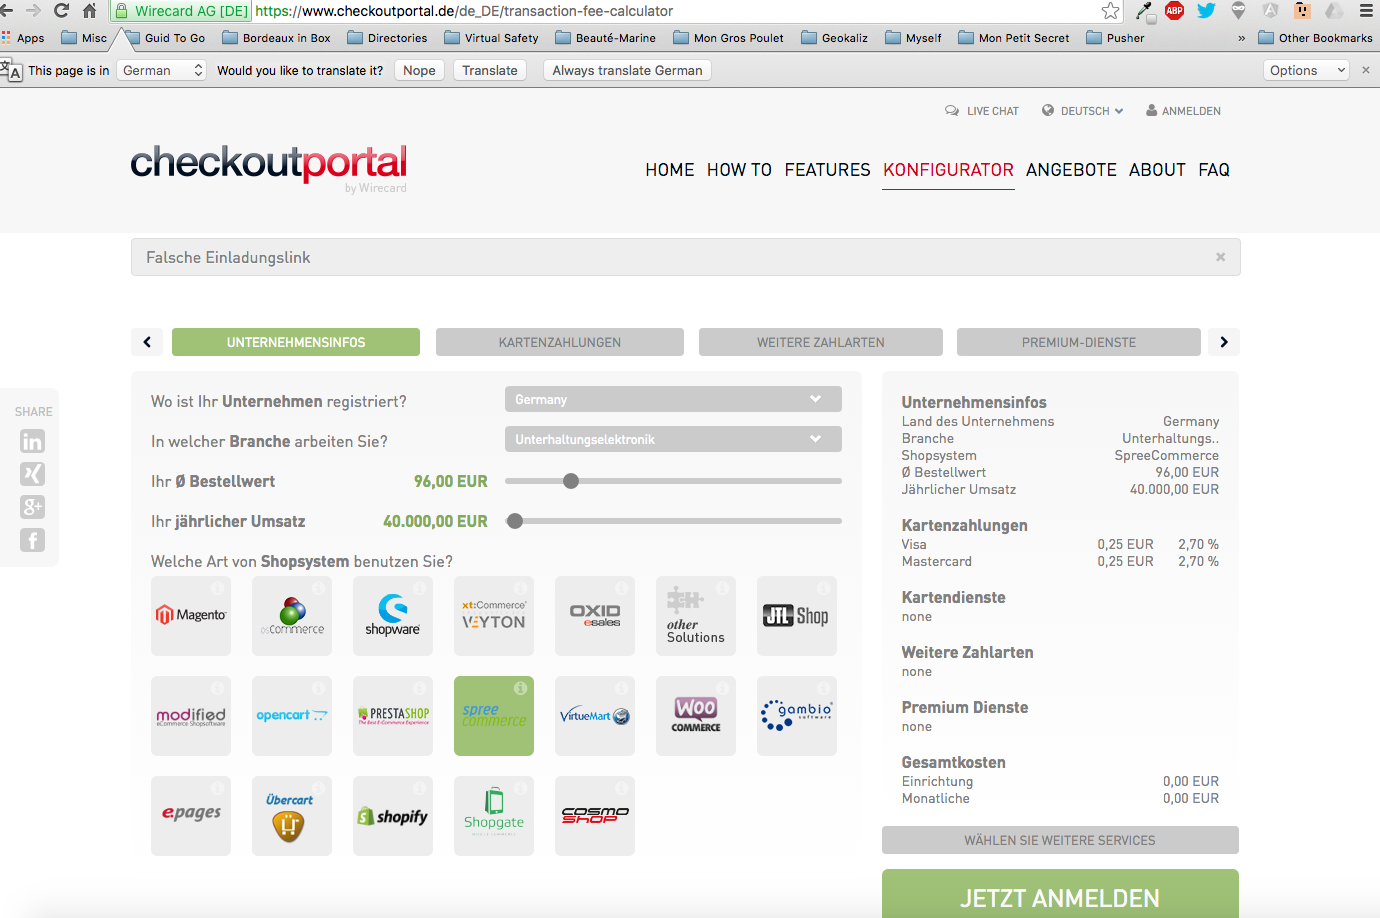 Wirecard AG [DE] https://www.checkoutportal.de/de_DE/transaction-fee-calculator
ABP
Apps Misc Guid To Go Bordeaux in Box Directories Virtual Safety Beauté-Marine Mon Gros Poulet Geokaliz Myself Mon Petit Secret Pusher » Other Bookmarks
This page is in German Would you like to translate it? Nope Translate Always translate German Options ×
LIVE CHAT DEUTSCH ANMELDEN
checkoutportal
by Wirecard
HOME HOW TO FEATURES KONFIGURATOR ANGEBOTE ABOUT FAQ
Falsche Einladungslink ×
UNTERNEHMENSINFOS KARTENZAHLUNGEN WEITERE ZAHLARTEN PREMIUM-DIENSTE
SHARE
Wo ist Ihr Unternehmen registriert? Germany
In welcher Branche arbeiten Sie? Unterhaltungselektronik
Ihr Ø Bestellwert 96,00 EUR
Ihr jährlicher Umsatz 40.000,00 EUR
Welche Art von Shopsystem benutzen Sie?
Magento
osCommerce
shopware
xt:Commerce
VEYTON
OXID
esales
other
Solutions
JTL Shop
modified
eCommerce Shopsoftware
opencart
PRESTASHOP
The Best E-Commerce Experience
spree
commerce
VirtueMart
WOO
COMMERCE
gambio
software
epages
Übercart
Ü
shopify
Shopgate
COSMO
SHOP
Unternehmensinfos
Land des Unternehmens Germany
Branche Unterhaltungs..
Shopsystem SpreeCommerce
Ø Bestellwert 96,00 EUR
Jährlicher Umsatz 40.000,00 EUR
Kartenzahlungen
Visa 0,25 EUR 2,70 %
Mastercard 0,25 EUR 2,70 %
Kartendienste
none
Weitere Zahlarten
none
Premium Dienste
none
Gesamtkosten
Einrichtung 0,00 EUR
Monatliche 0,00 EUR
WÄHLEN SIE WEITERE SERVICES
JETZT ANMELDEN